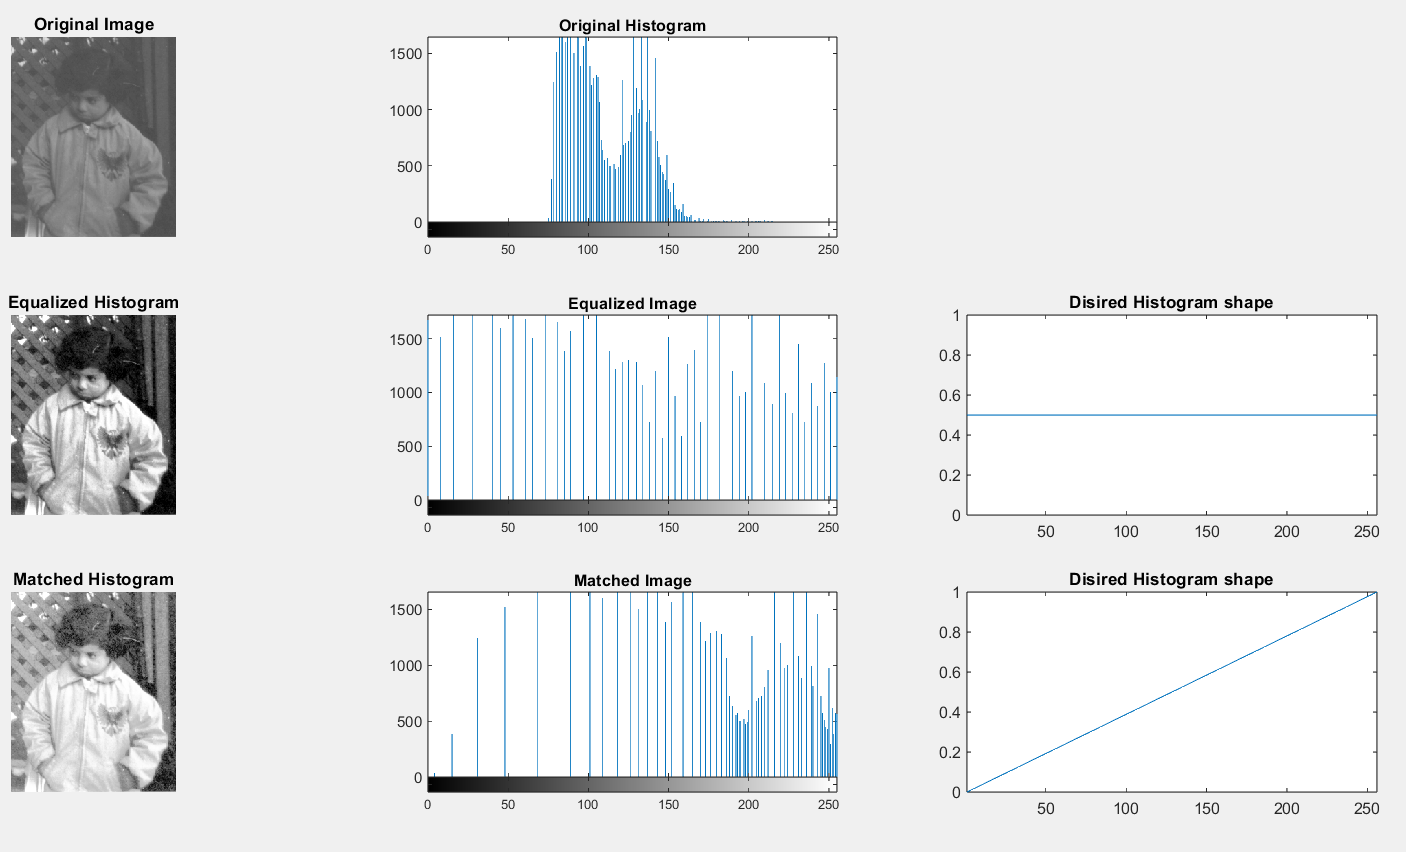 Original Image
Original Histogram
1500
1000
500
0
0 50 100 150 200 250
Equalized Histogram
Equalized Image
Disired Histogram shape
1500
1000
500
0
0 50 100 150 200 250
1
0.8
0.6
0.4
0.2
0
50 100 150 200 250
Matched Histogram
Matched Image
Disired Histogram shape
1500
1000
500
0
0 50 100 150 200 250
1
0.8
0.6
0.4
0.2
0
50 100 150 200 250